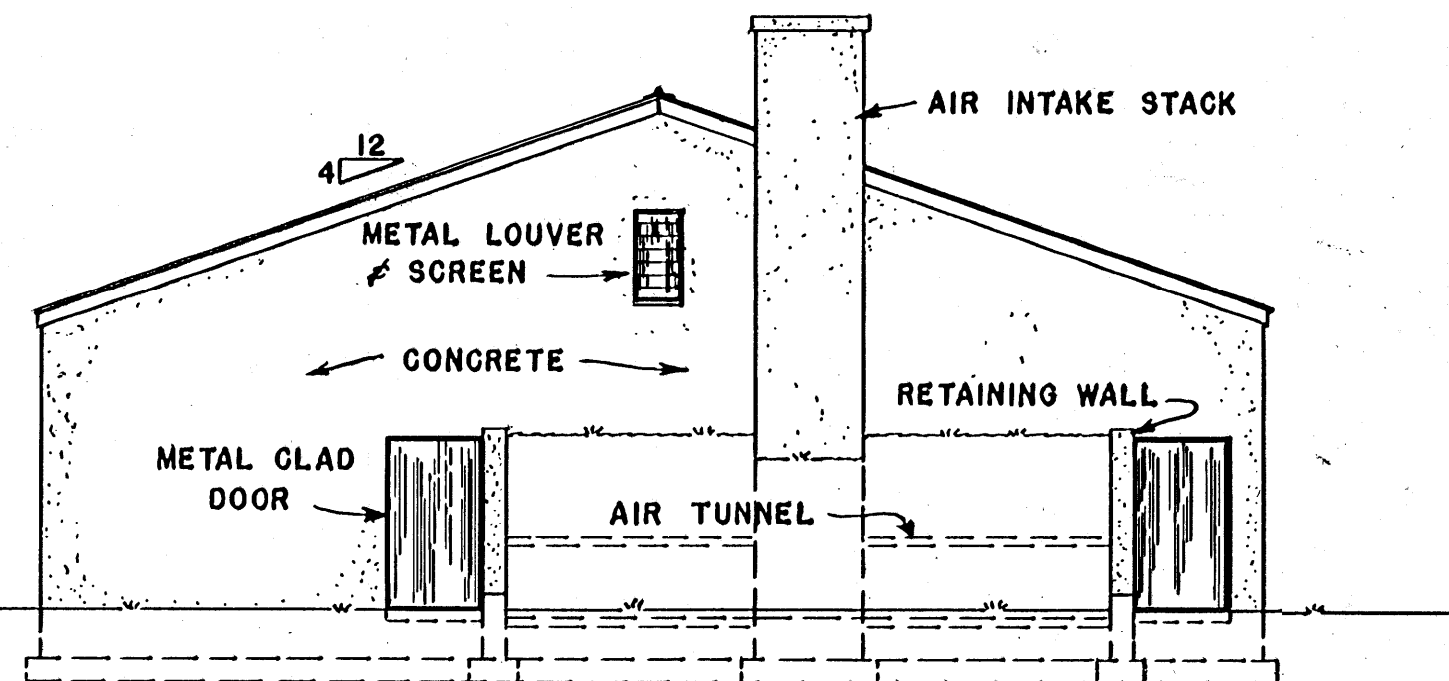 AIR INTAKE STACK
12
4
METAL LOUVER
& SCREEN
CONCRETE
RETAINING WALL
METAL CLAD
DOOR
AIR TUNNEL